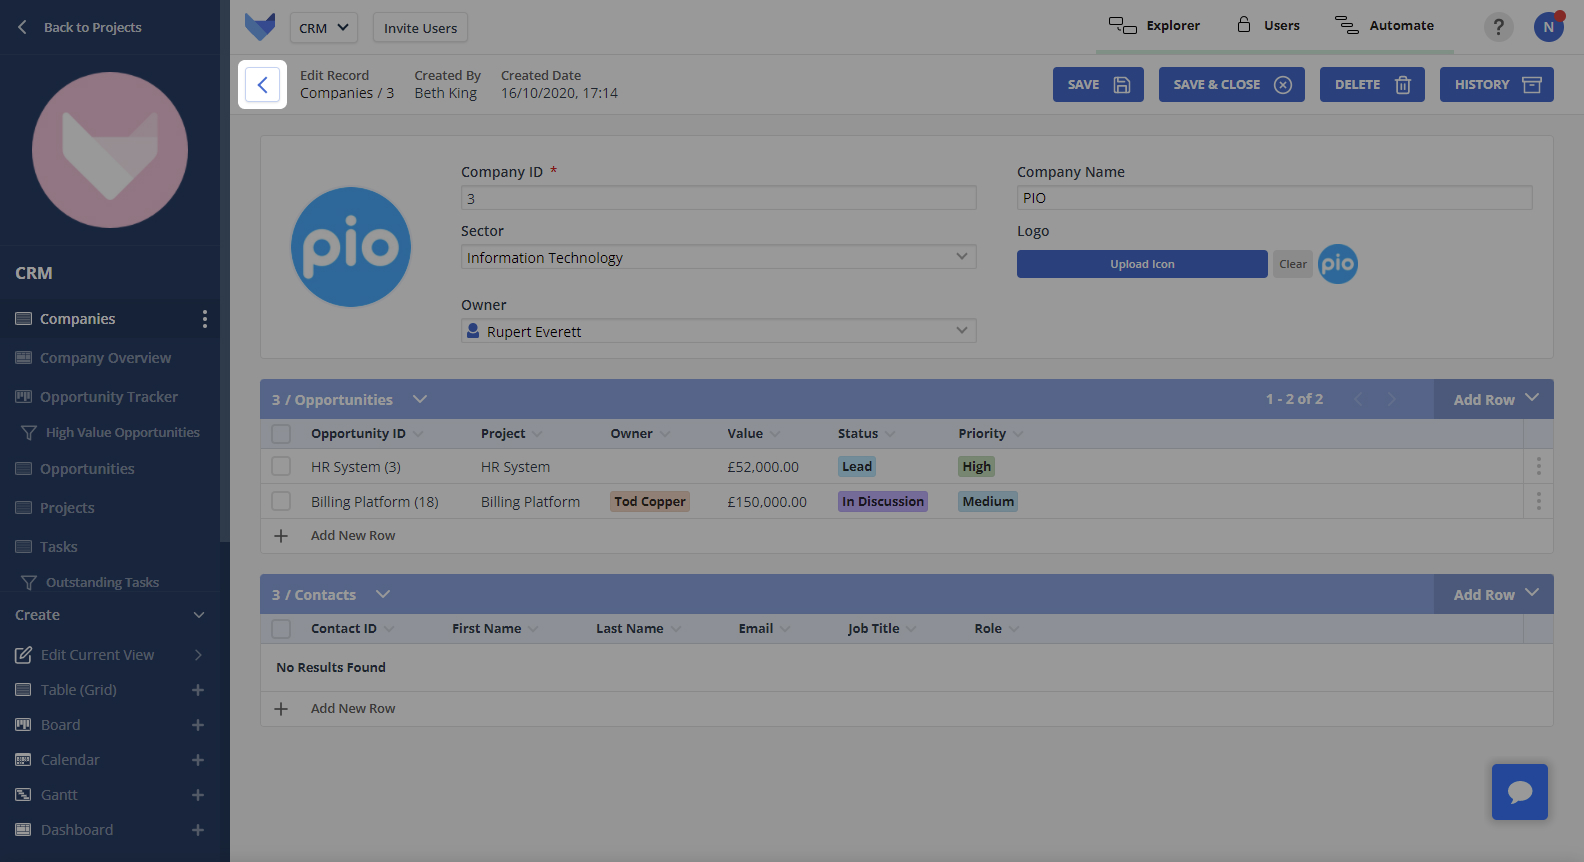 Back to Projects
CRM
Companies
Company Overview
Opportunity Tracker
High Value Opportunities
Opportunities
Projects
Tasks
Outstanding Tasks
Create
Edit Current View
Table (Grid)
Board
Calendar
Gantt
Dashboard
CRM
Invite Users
Explorer
Users
Automate
?
N
Edit Record
Companies / 3
Created By
Beth King
Created Date
16/10/2020, 17:14
SAVE
SAVE & CLOSE
DELETE
HISTORY
pio
Company ID *
3
Company Name
PIO
Sector
Information Technology
Logo
Upload Icon
Clear
pio
Owner
Rupert Everett
3 / Opportunities
1 - 2 of 2
Add Row
Opportunity ID Project Owner Value Status Priority
HR System (3) HR System £52,000.00 Lead High
Billing Platform (18) Billing Platform Tod Copper £150,000.00 In Discussion Medium
Add New Row
3 / Contacts
Add Row
Contact ID First Name Last Name Email Job Title Role
No Results Found
Add New Row